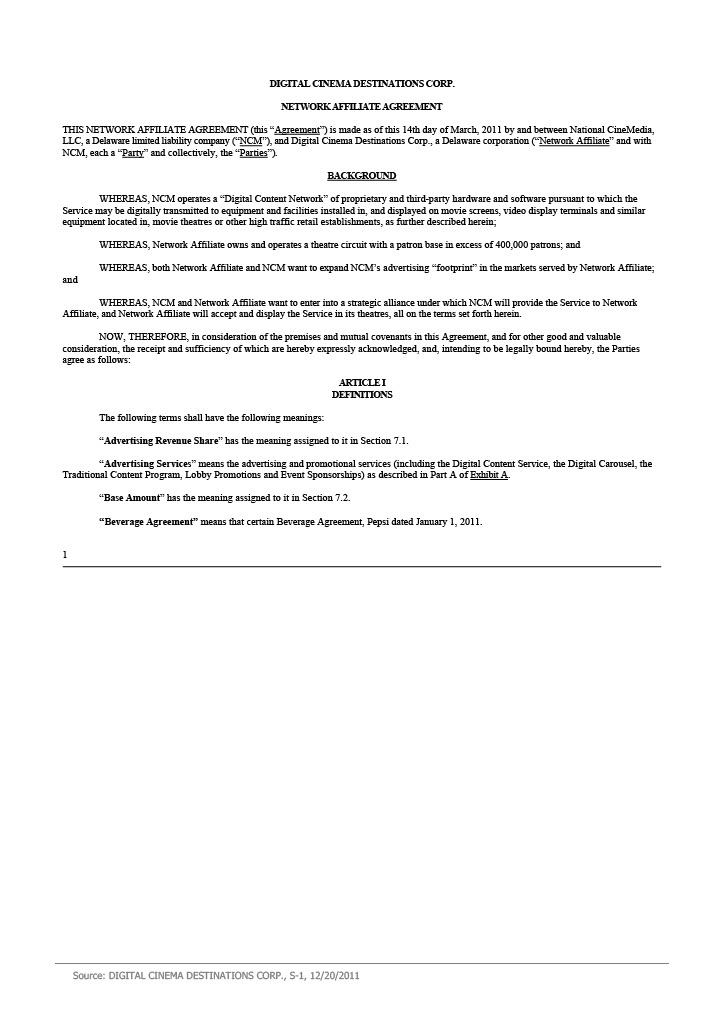 DIGITAL CINEMA DESTINATIONS CORP.
NETWORK AFFILIATE AGREEMENT
THIS NETWORK AFFILIATE AGREEMENT (this “Agreement”) is made as of this 14th day of March, 2011 by and between National CineMedia,
LLC, a Delaware limited liability company (“NCM”), and Digital Cinema Destinations Corp., a Delaware corporation (“Network Affiliate” and with
NCM, each a “Party” and collectively, the “Parties”).
BACKGROUND
WHEREAS, NCM operates a “Digital Content Network” of proprietary and third-party hardware and software pursuant to which the
Service may be digitally transmitted to equipment and facilities installed in, and displayed on movie screens, video display terminals and similar
equipment located in, movie theatres or other high traffic retail establishments, as further described herein;
WHEREAS, Network Affiliate owns and operates a theatre circuit with a patron base in excess of 400,000 patrons; and
WHEREAS, both Network Affiliate and NCM want to expand NCM’s advertising “footprint” in the markets served by Network Affiliate;
and
WHEREAS, NCM and Network Affiliate want to enter into a strategic alliance under which NCM will provide the Service to Network
Affiliate, and Network Affiliate will accept and display the Service in its theatres, all on the terms set forth herein.
NOW, THEREFORE, in consideration of the premises and mutual covenants in this Agreement, and for other good and valuable
consideration, the receipt and sufficiency of which are hereby expressly acknowledged, and, intending to be legally bound hereby, the Parties
agree as follows:
ARTICLE I
DEFINITIONS
The following terms shall have the following meanings:
“Advertising Revenue Share” has the meaning assigned to it in Section 7.1.
“Advertising Services” means the advertising and promotional services (including the Digital Content Service, the Digital Carousel, the
Traditional Content Program, Lobby Promotions and Event Sponsorships) as described in Part A of Exhibit A.
“Base Amount” has the meaning assigned to it in Section 7.2.
“Beverage Agreement” means that certain Beverage Agreement, Pepsi dated January 1, 2011.
1
Source: DIGITAL CINEMA DESTINATIONS CORP., S-1, 12/20/2011